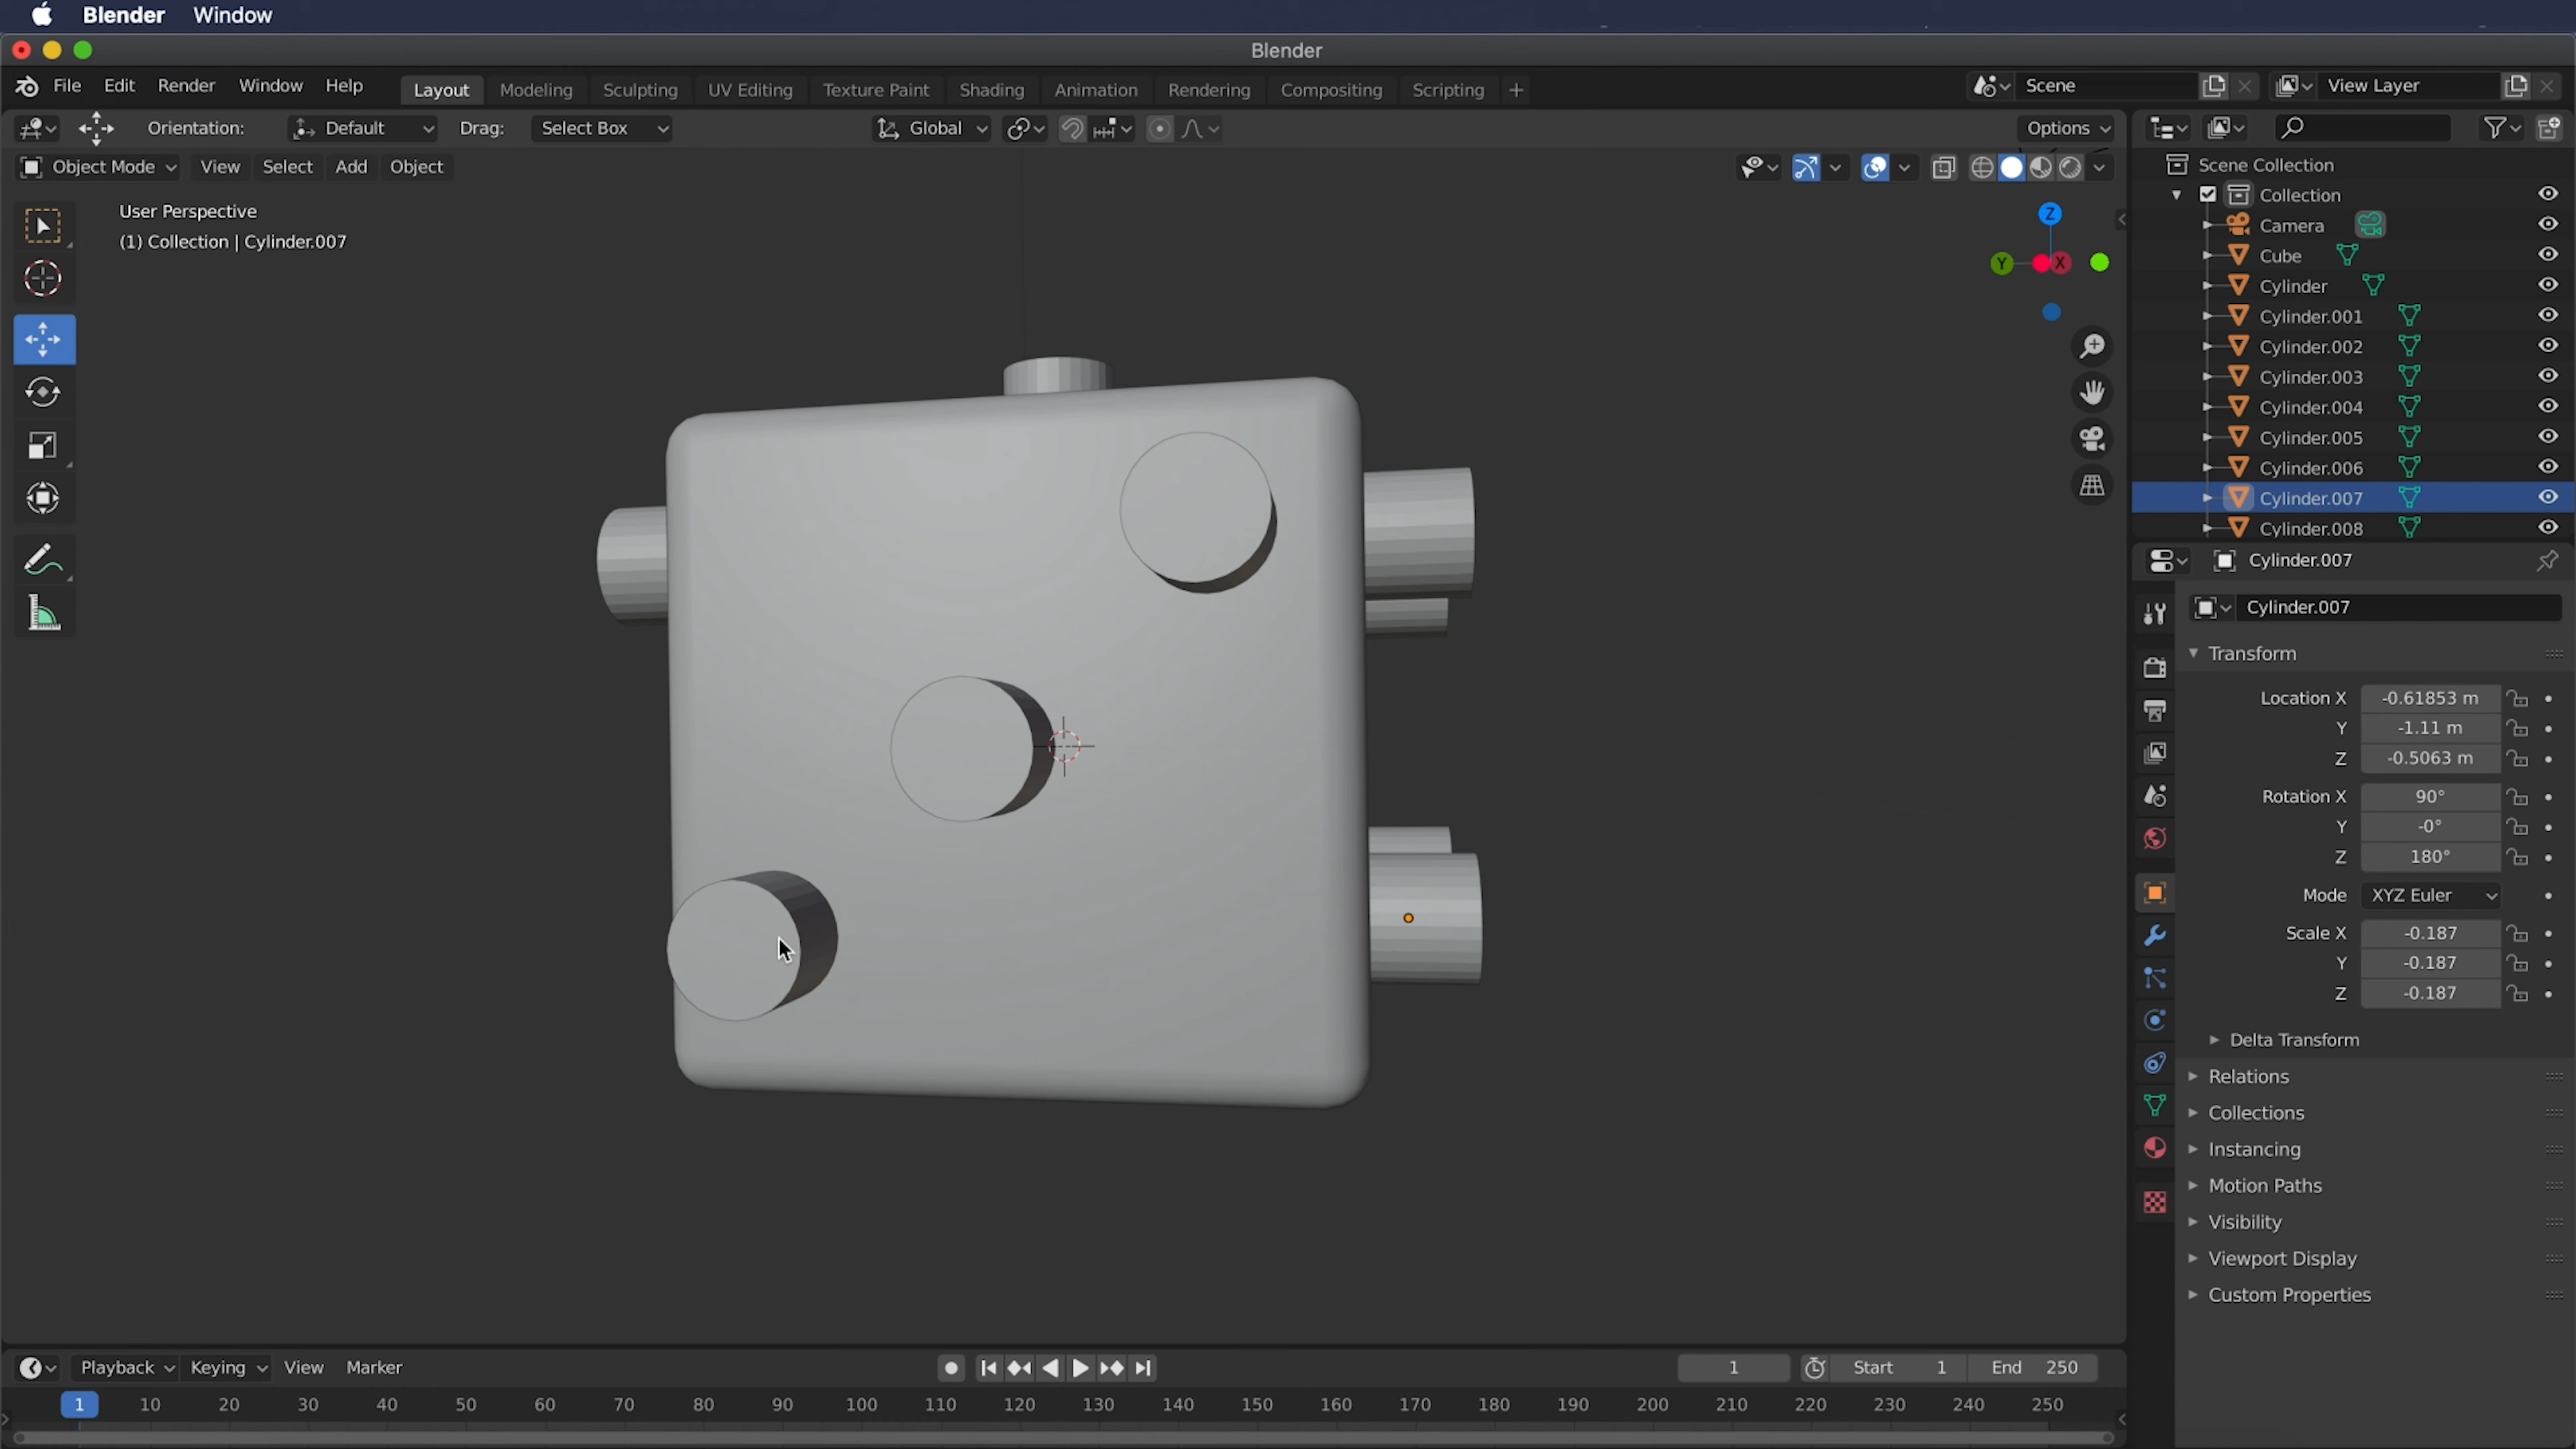 Blender Window
Blender
File Edit Render Window Help Layout Modeling Sculpting UV Editing Texture Paint Shading Animation Rendering Compositing Scripting + Scene View Layer
Orientation: Default Drag: Select Box Global Options
Object Mode View Select Add Object
User Perspective
(1) Collection | Cylinder.007
Z
Y X
Scene Collection
Collection
Camera
Cube
Cylinder
Cylinder.001
Cylinder.002
Cylinder.003
Cylinder.004
Cylinder.005
Cylinder.006
Cylinder.007
Cylinder.008
Cylinder.007
Cylinder.007
Transform
Location X -0.61853 m
Y -1.11 m
Z -0.5063 m
Rotation X 90°
Y -0°
Z 180°
Mode XYZ Euler
Scale X -0.187
Y -0.187
Z -0.187
Delta Transform
Relations
Collections
Instancing
Motion Paths
Visibility
Viewport Display
Custom Properties
Playback Keying View Marker 1 Start 1 End 250
1 10 20 30 40 50 60 70 80 90 100 110 120 130 140 150 160 170 180 190 200 210 220 230 240 250